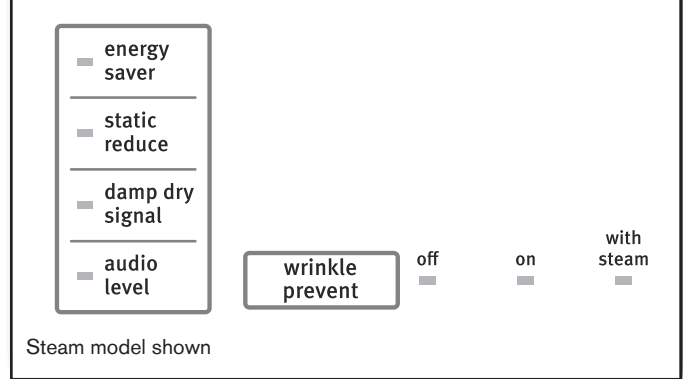 energy
saver
static
reduce
damp dry
signal
audio
level
wrinkle
prevent
off
on
with
steam
Steam model shown